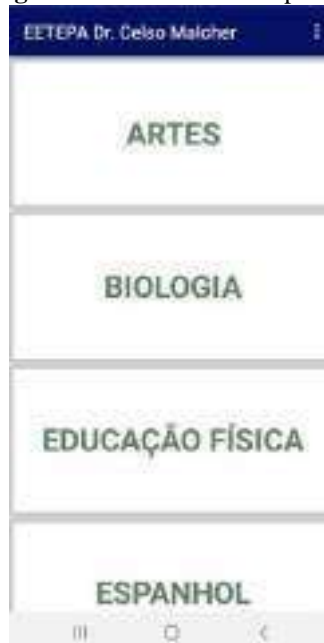 EETEPA Dr. Celso Malcher
ARTES
BIOLOGIA
EDUCAÇÃO FÍSICA
ESPANHOL